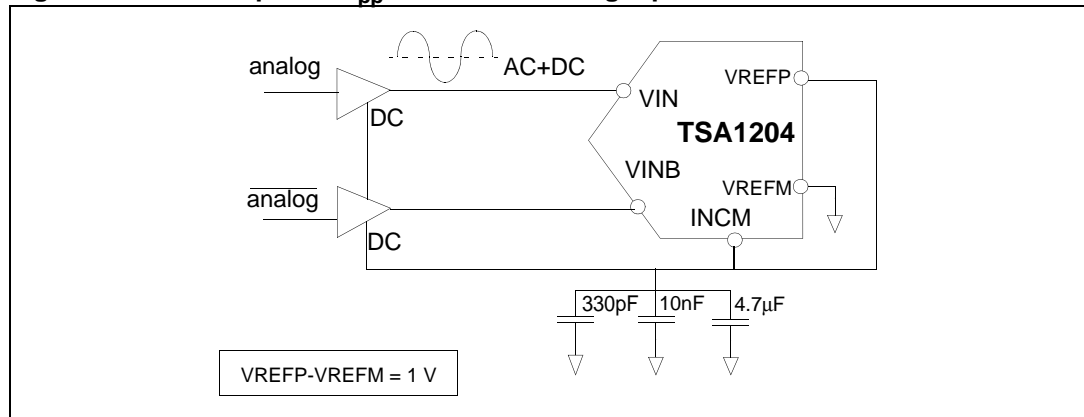 pp
analog
AC+DC
VREFP
DC
VIN
TSA1204
VINB
VREFM
analog
INCM
DC
330pF
10nF
4.7μF
VREFP-VREFM = 1 V